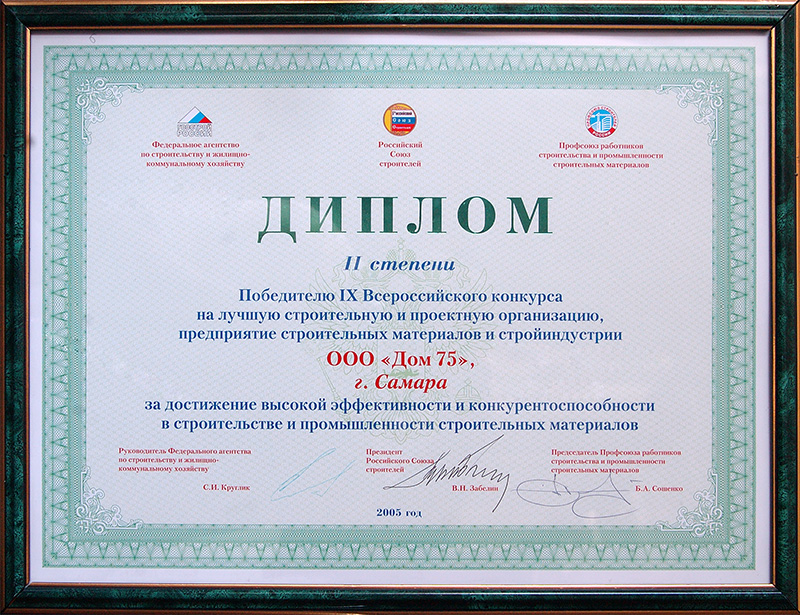 ГОССТРОЙ
РОССИИ
Федеральное агентство
по строительству и жилищно-
коммунальному хозяйству
Российский
Союз
строителей
Профсоюз работников
строительства и промышленности
строительных материалов
ДИПЛОМ
II степени
Победителю IX Всероссийского конкурса
на лучшую строительную и проектную организацию,
предприятие строительных материалов и стройиндустрии
ООО «Дом 75»,
г. Самара
за достижение высокой эффективности и конкурентоспособности
в строительстве и промышленности строительных материалов
Руководитель Федерального агентства
по строительству и жилищно-
коммунальному хозяйству
С.И. Круглик
Президент
Российского Союза
строителей
В.Н. Забелин
Председатель Профсоюза работников
строительства и промышленности
строительных материалов
Б.А. Сошенко
2005 год